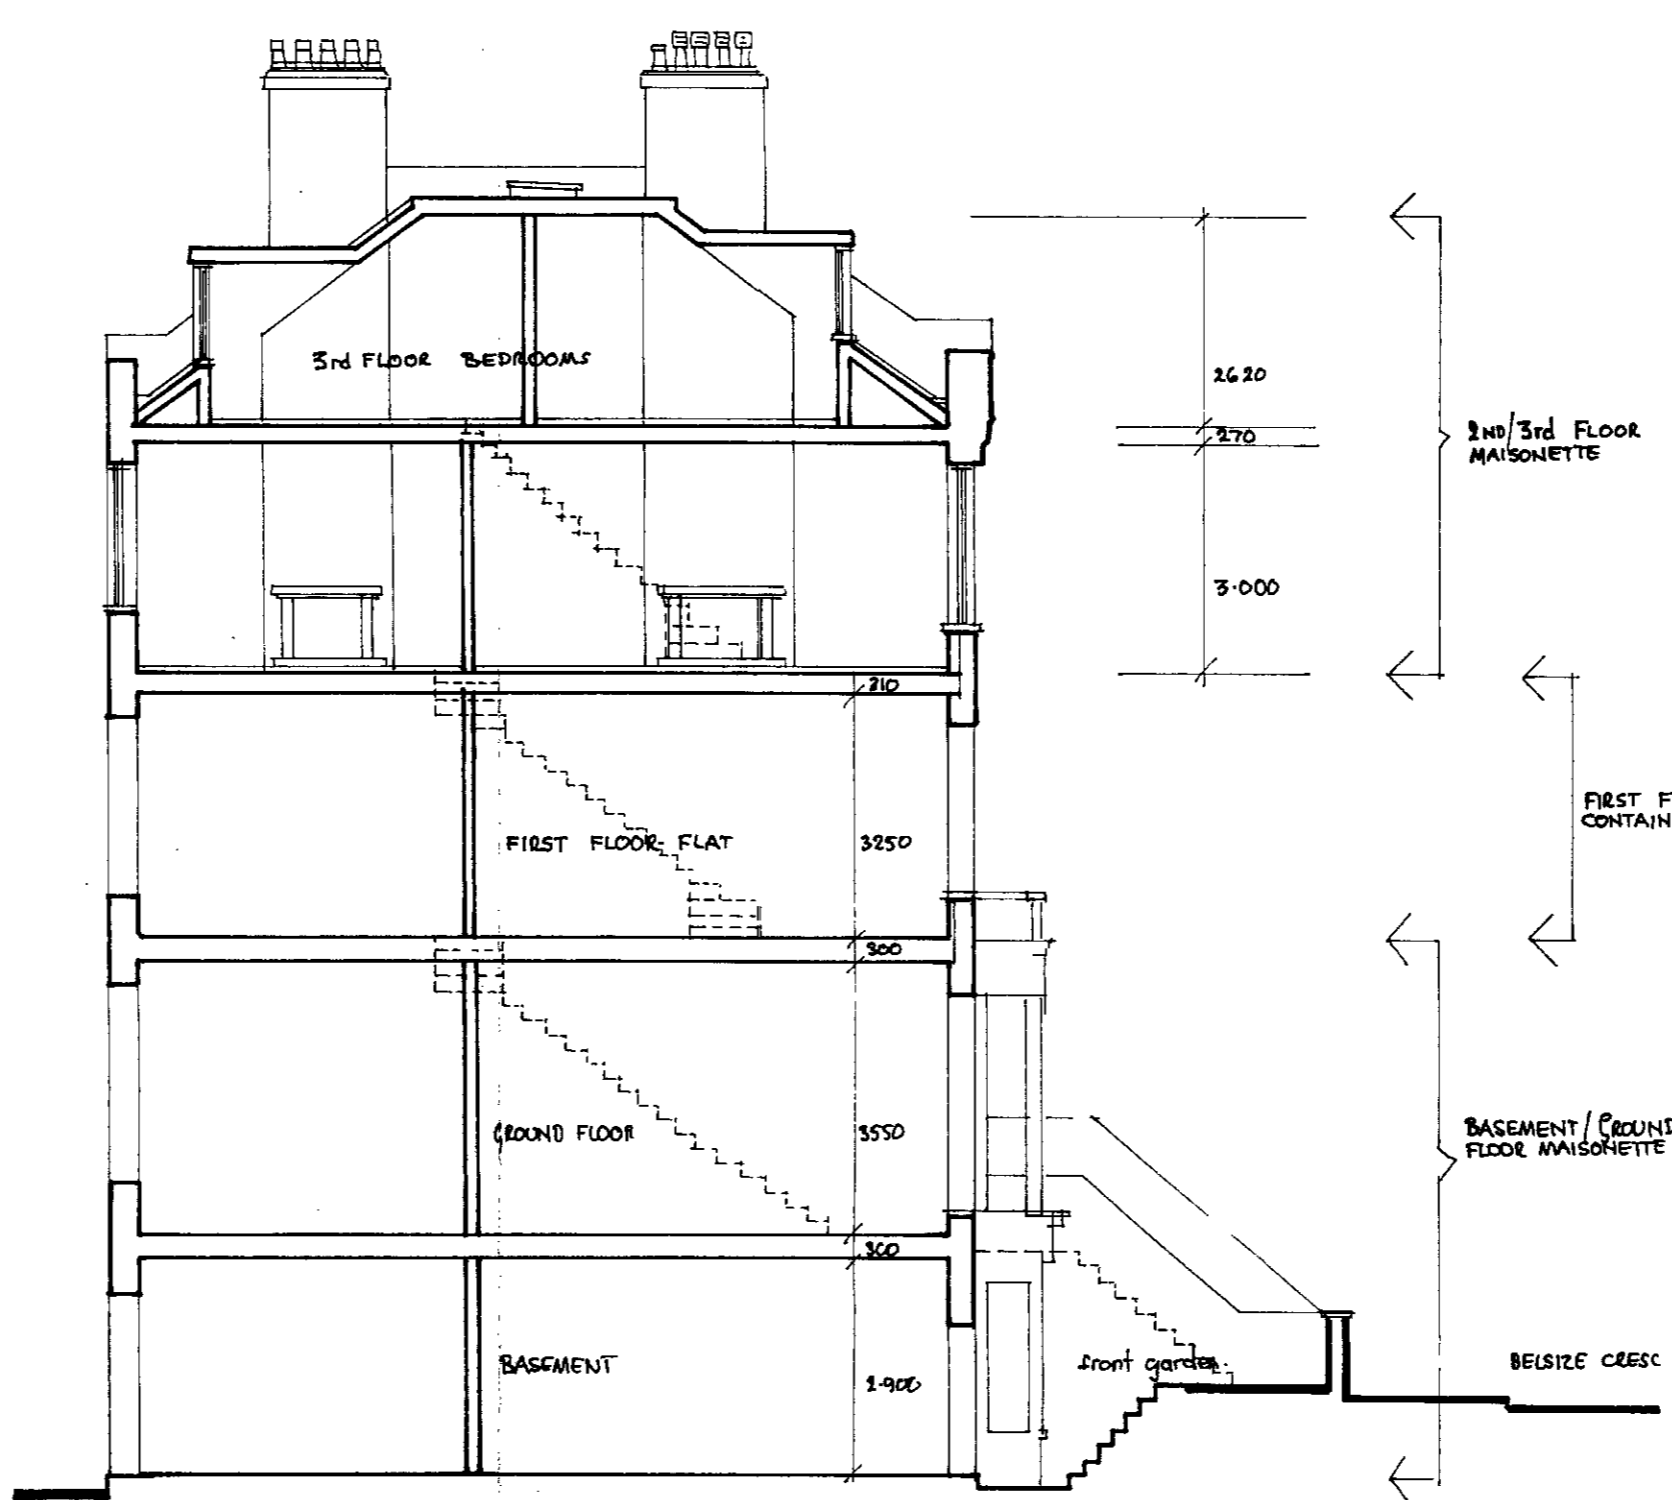 3rd FLOOR BEDROOMS
2620
270
2ND/3rd FLOOR
MAISONETTE
3.000
210
FIRST FLOOR FLAT
3250
FIRST F
CONTAIN
300
GROUND FLOOR
3550
BASEMENT/GROUND
FLOOR MAISONETTE
300
BASEMENT
2.900
front garden.
BELSIZE CRESC